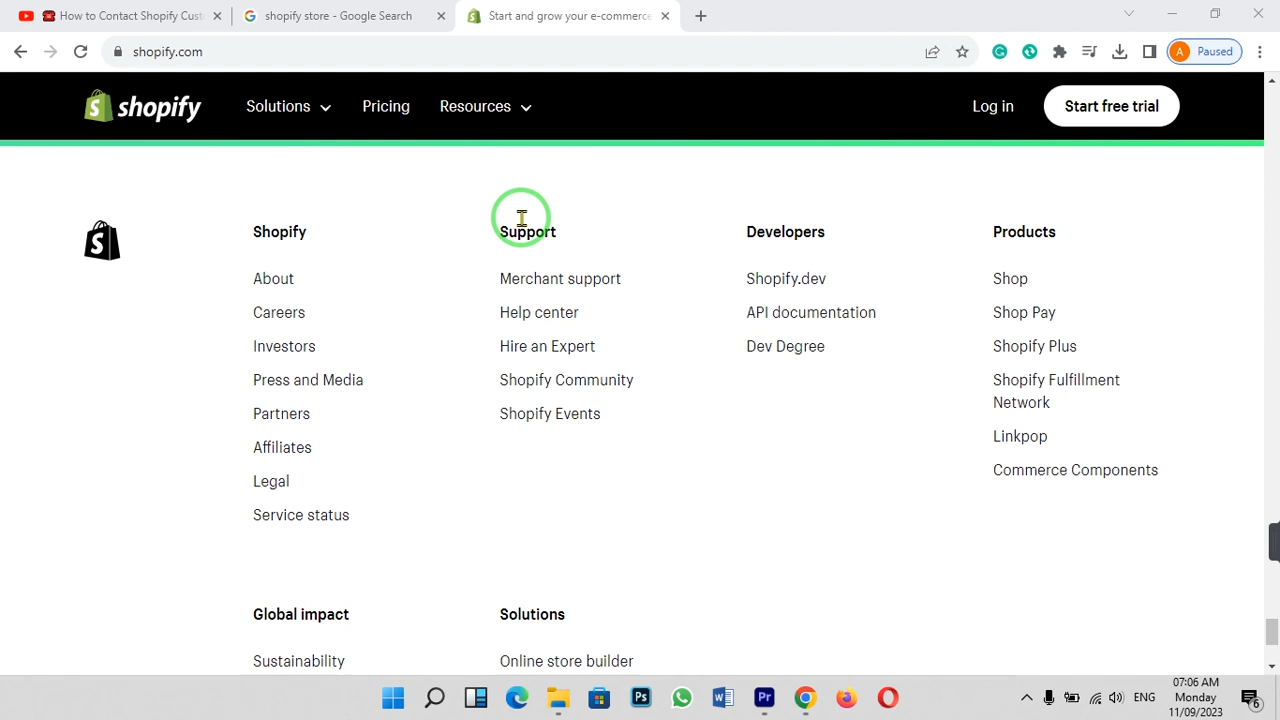 How to Contact Shopify Cust
shopify store - Google Search
Start and grow your e-commerce
shopify.com
A
Paused
shopify
Solutions
Pricing
Resources
Log in
Start free trial
Shopify
About
Careers
Investors
Press and Media
Partners
Affiliates
Legal
Service status
Support
Merchant support
Help center
Hire an Expert
Shopify Community
Shopify Events
Developers
Shopify.dev
API documentation
Dev Degree
Products
Shop
Shop Pay
Shopify Plus
Shopify Fulfillment
Network
Linkpop
Commerce Components
Global impact
Sustainability
Solutions
Online store builder
Ps
W
Pr
ENG
07:06 AM
Monday
11/09/2023
6